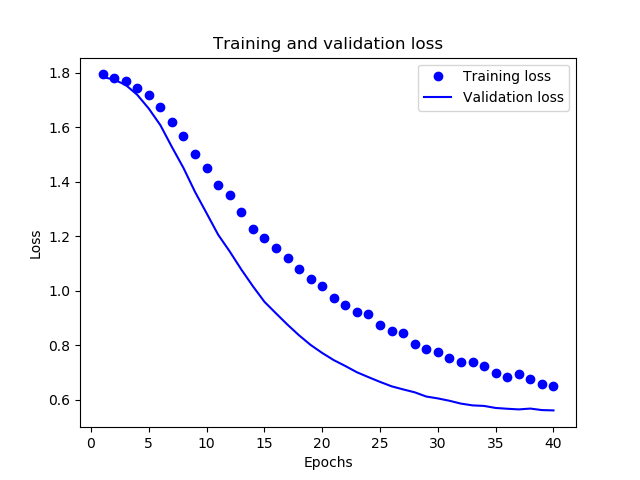 Training and validation loss
Training loss
Validation loss
Loss
1.8
1.6
1.4
1.2
1.0
0.8
0.6
0 5 10 15 20 25 30 35 40
Epochs